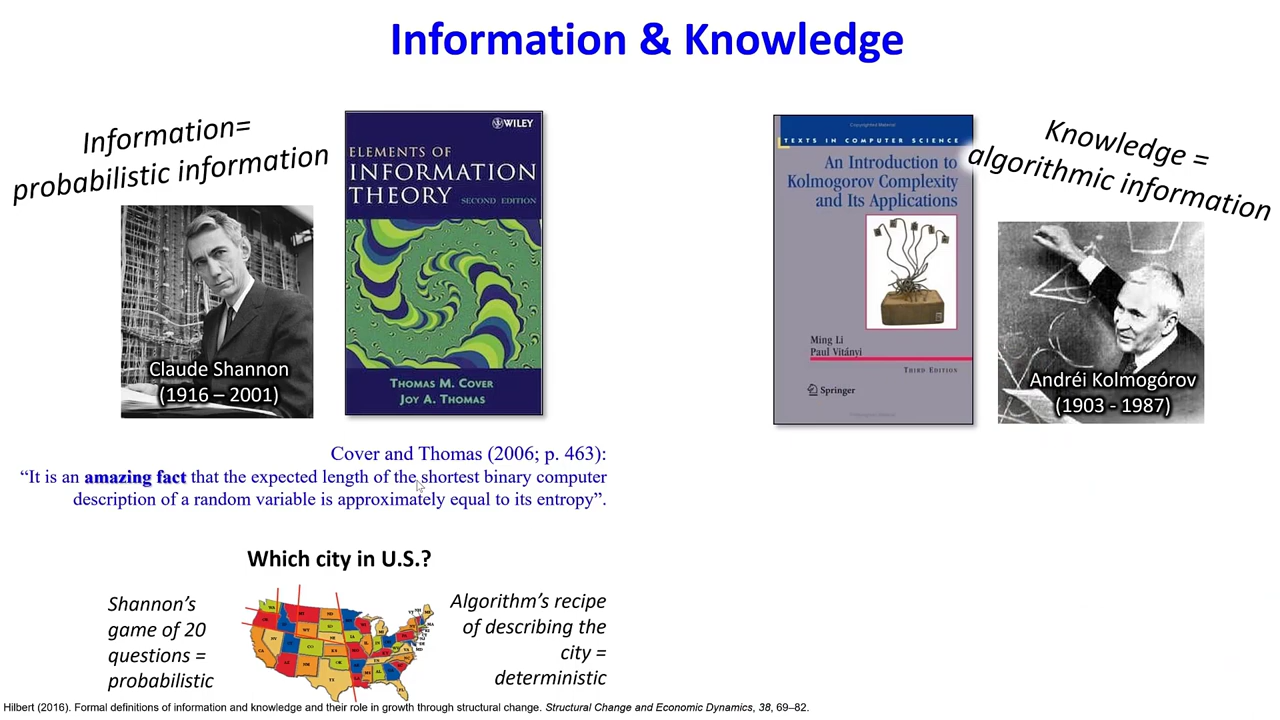 Information & Knowledge
Information=
probabilistic information
WILEY
ELEMENTS OF
INFORMATION
THEORY SECOND EDITION
THOMAS M. COVER
JOY A. THOMAS
Claude Shannon
(1916 – 2001)
Copyrighted Material
TEXTS IN COMPUTER SCIENCE
An Introduction to
Kolmogorov Complexity
and Its Applications
Ming Li
Paul Vitányi
THIRD EDITION
Springer
Knowledge =
algorithmic information
Andréi Kolmogórov
(1903 - 1987)
Cover and Thomas (2006; p. 463):
“It is an amazing fact that the expected length of the shortest binary computer
description of a random variable is approximately equal to its entropy”.
Which city in U.S.?
Shannon’s
game of 20
questions =
probabilistic
Algorithm’s recipe
of describing the
city =
deterministic
Hilbert (2016). Formal definitions of information and knowledge and their role in growth through structural change. Structural Change and Economic Dynamics, 38, 69–82.